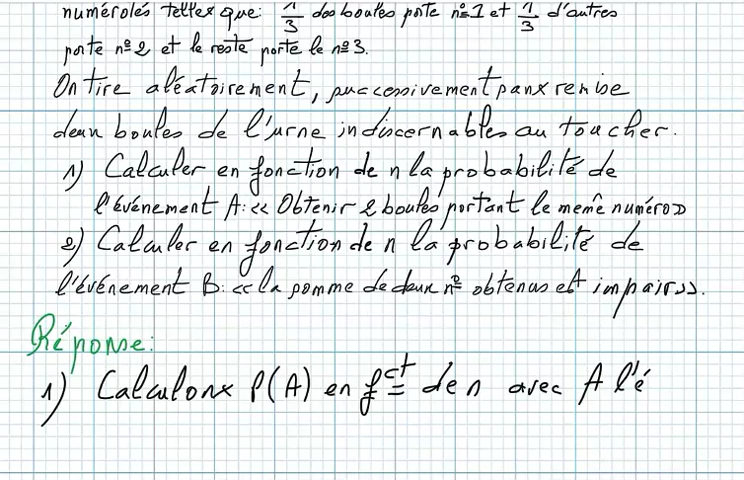 numérolés telles que: 1/3 des boules porte n°=1 et 1/3 d'autres
porte n°2 et le reste porte le n°3.
On tire aléatoirement, successivement sans remise
deux boules de l'urne indiscernables au toucher.
1) Calculer en fonction de n la probabilité de
l'événement A: << Obtenir 2 boules portant le même numéro>>
2) Calculer en fonction de n la probabilité de
l'événement B: << la somme de deux n° obtenus est impair>>.
Réponse:
1) Calculons P(A) en fct de n avec A l'é